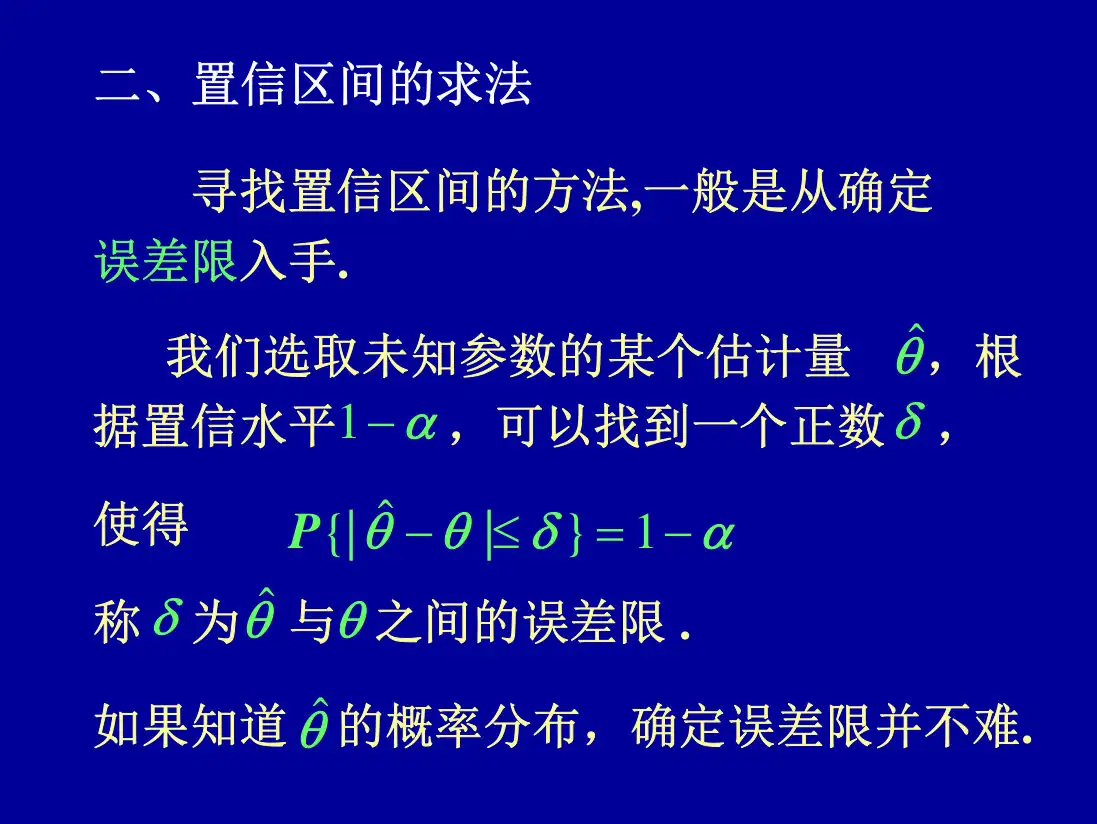 二、置信区间的求法
寻找置信区间的方法,一般是从确定
误差限入手.
我们选取未知参数的某个估计量 θ̂，根
据置信水平1−α，可以找到一个正数δ，
使得 P{|θ̂−θ|≤δ}=1−α
称δ为θ̂与θ之间的误差限.
如果知道θ̂的概率分布，确定误差限并不难.